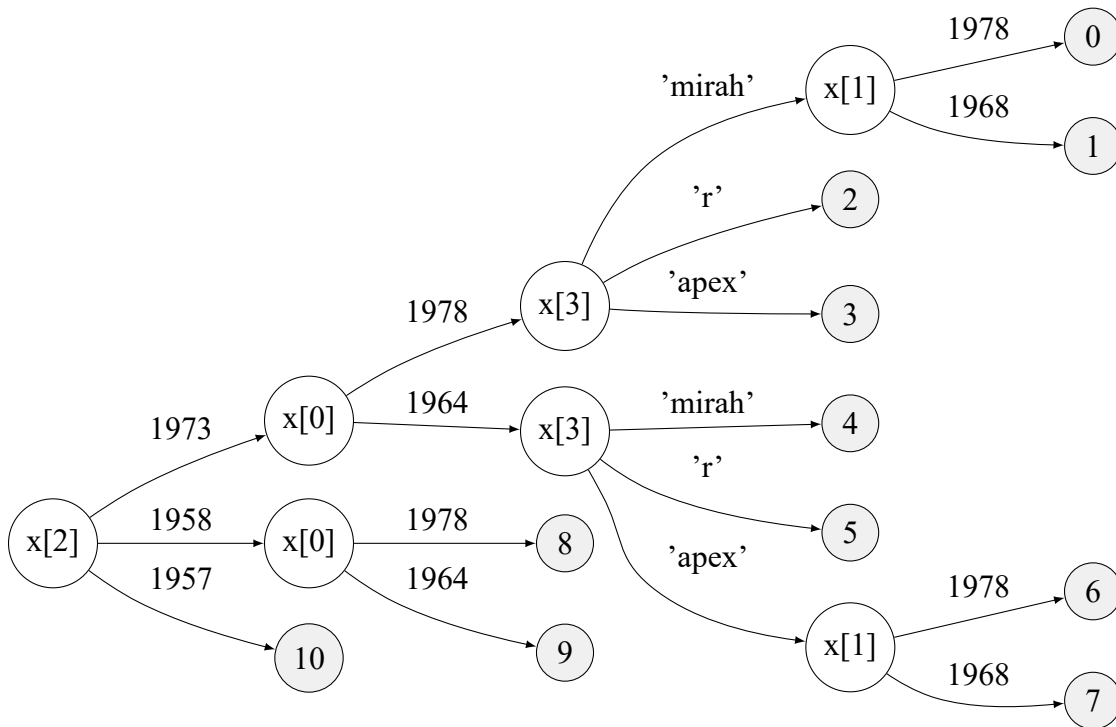 1978
0
'mirah'
x[1]
1968
1
'r'
2
'apex'
x[3]
3
1978
1964
'mirah'
x[0]
x[3]
4
1973
'r'
1958
1978
x[2]
x[0]
8
5
1957
1964
'apex'
1978
6
10
9
x[1]
1968
7